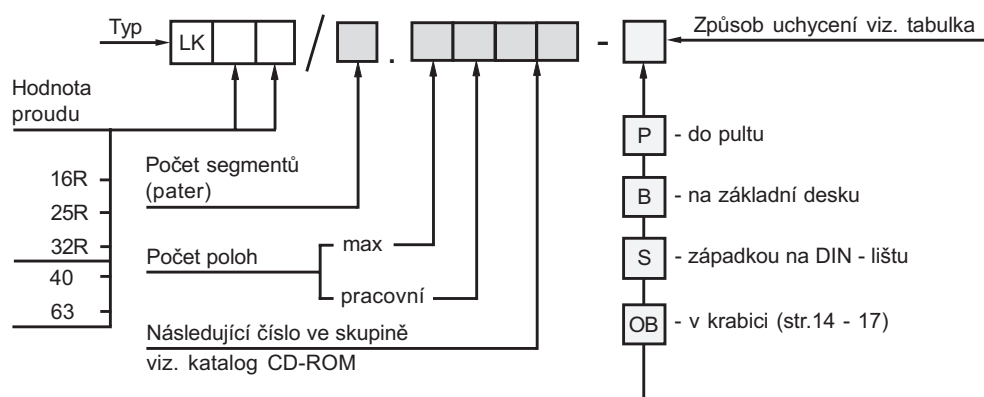 Typ
LK
/
.
-
Způsob uchycení viz. tabulka
Hodnota
proudu
16R
25R
32R
40
63
Počet segmentů
(pater)
Počet poloh
max
pracovní
Následující číslo ve skupině
viz. katalog CD-ROM
P - do pultu
B - na základní desku
S - západkou na DIN - lištu
OB - v krabici (str.14 - 17)